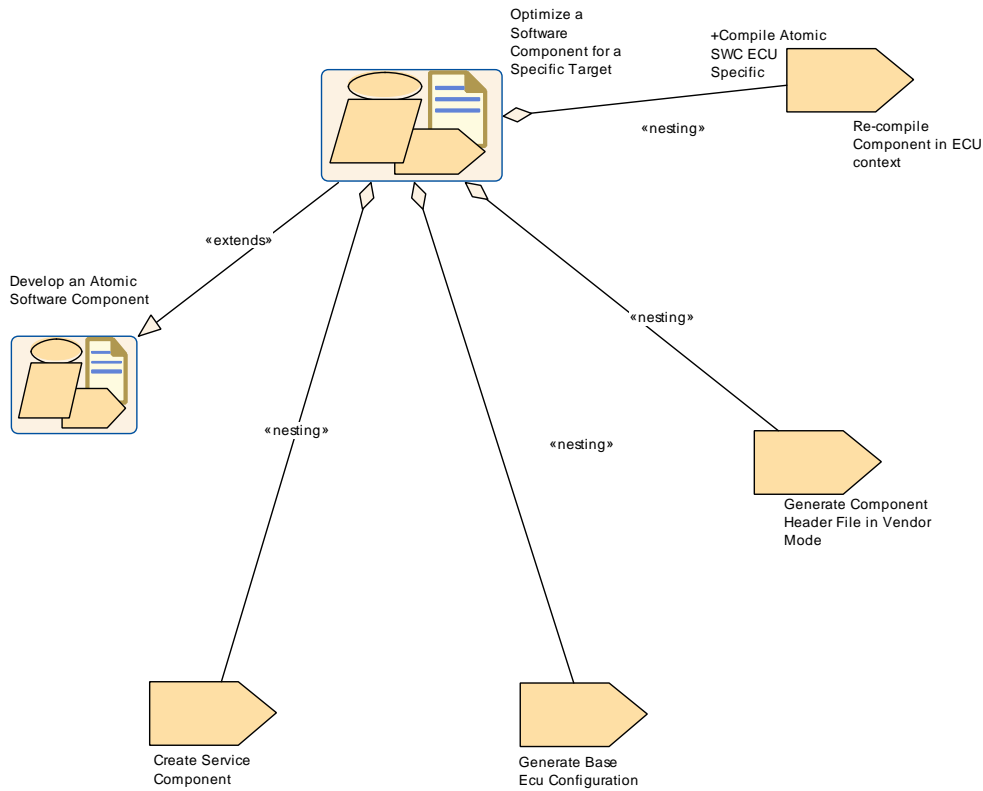 Optimize a
Software
Component for a
Specific Target
+Compile Atomic
SWC ECU
Specific
«nesting»
Re-compile
Component in ECU
context
«extends»
Develop an Atomic
Software Component
«nesting»
«nesting»
«nesting»
Generate Component
Header File in Vendor
Mode
Create Service
Component
Generate Base
Ecu Configuration